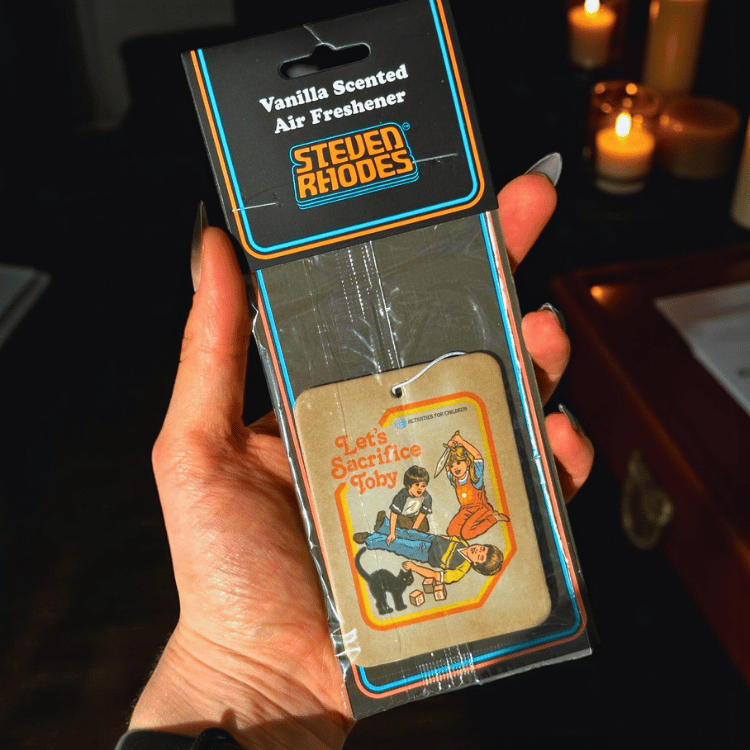 Vanilla Scented
Air Freshener
STEVEN
RHODES
ACTIVITIES FOR CHILDREN
Let's
Sacrifice
Toby